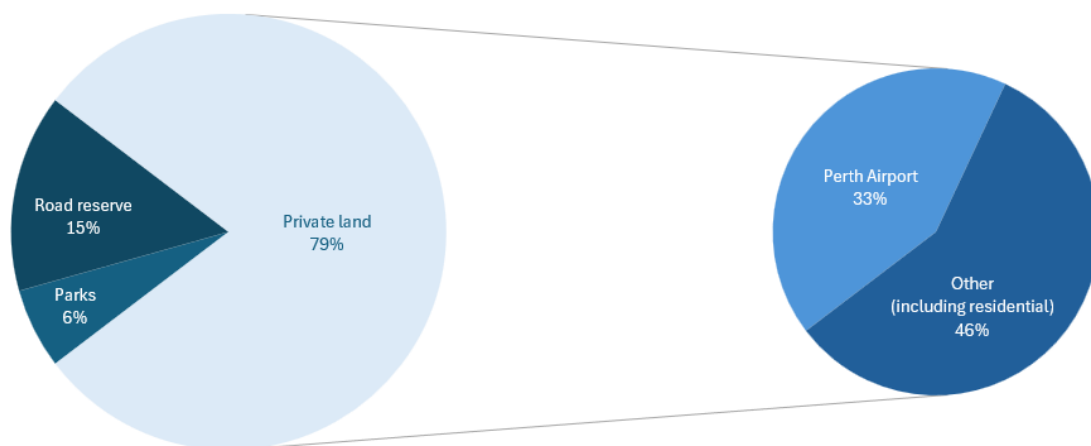 Road reserve
15%
Parks
6%
Private land
79%
Perth Airport
33%
Other
(including residential)
46%